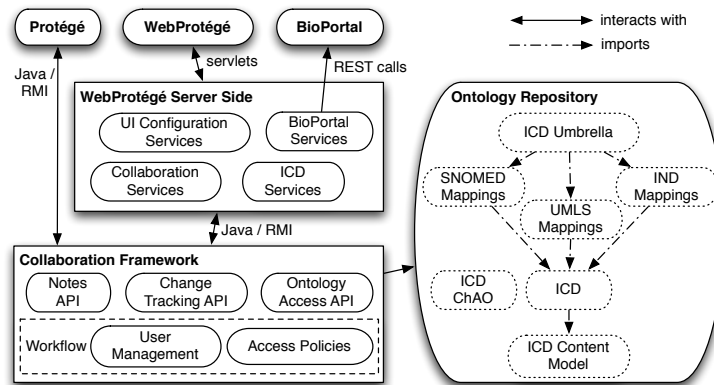 Protégé
WebProtégé
BioPortal
interacts with
imports
Java /
RMI
servlets
REST calls
WebProtégé Server Side
UI Configuration
Services
BioPortal
Services
Collaboration
Services
ICD
Services
Java / RMI
Collaboration Framework
Notes
API
Change
Tracking API
Ontology
Access API
Workflow
User
Management
Access Policies
Ontology Repository
ICD Umbrella
SNOMED
Mappings
IND
Mappings
UMLS
Mappings
ICD
ChAO
ICD
ICD Content
Model